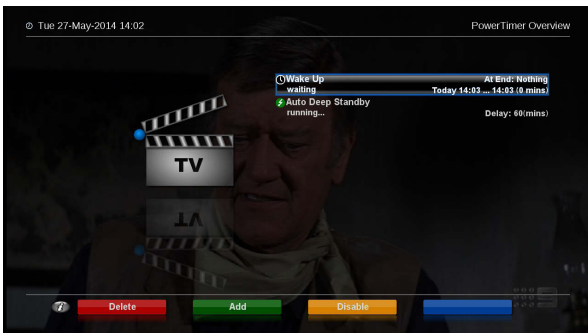 Tue 27-May-2014 14:02
PowerTimer Overview
Wake Up
At End: Nothing
waiting
Today 14:03 ... 14:03 (0 mins)
Auto Deep Standby
running...
Delay: 60(mins)
TV
Delete
Add
Disable